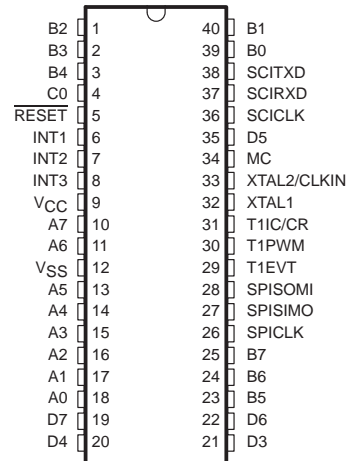 B2 1 40 B1
B3 2 39 B0
B4 3 38 SCITXD
C0 4 37 SCIRXD
RESET 5 36 SCICLK
INT1 6 35 D5
INT2 7 34 MC
INT3 8 33 XTAL2/CLKIN
VCC 9 32 XTAL1
A7 10 31 T1IC/CR
A6 11 30 T1PWM
VSS 12 29 T1EVT
A5 13 28 SPISOMI
A4 14 27 SPISIMO
A3 15 26 SPICLK
A2 16 25 B7
A1 17 24 B6
A0 18 23 B5
D7 19 22 D6
D4 20 21 D3